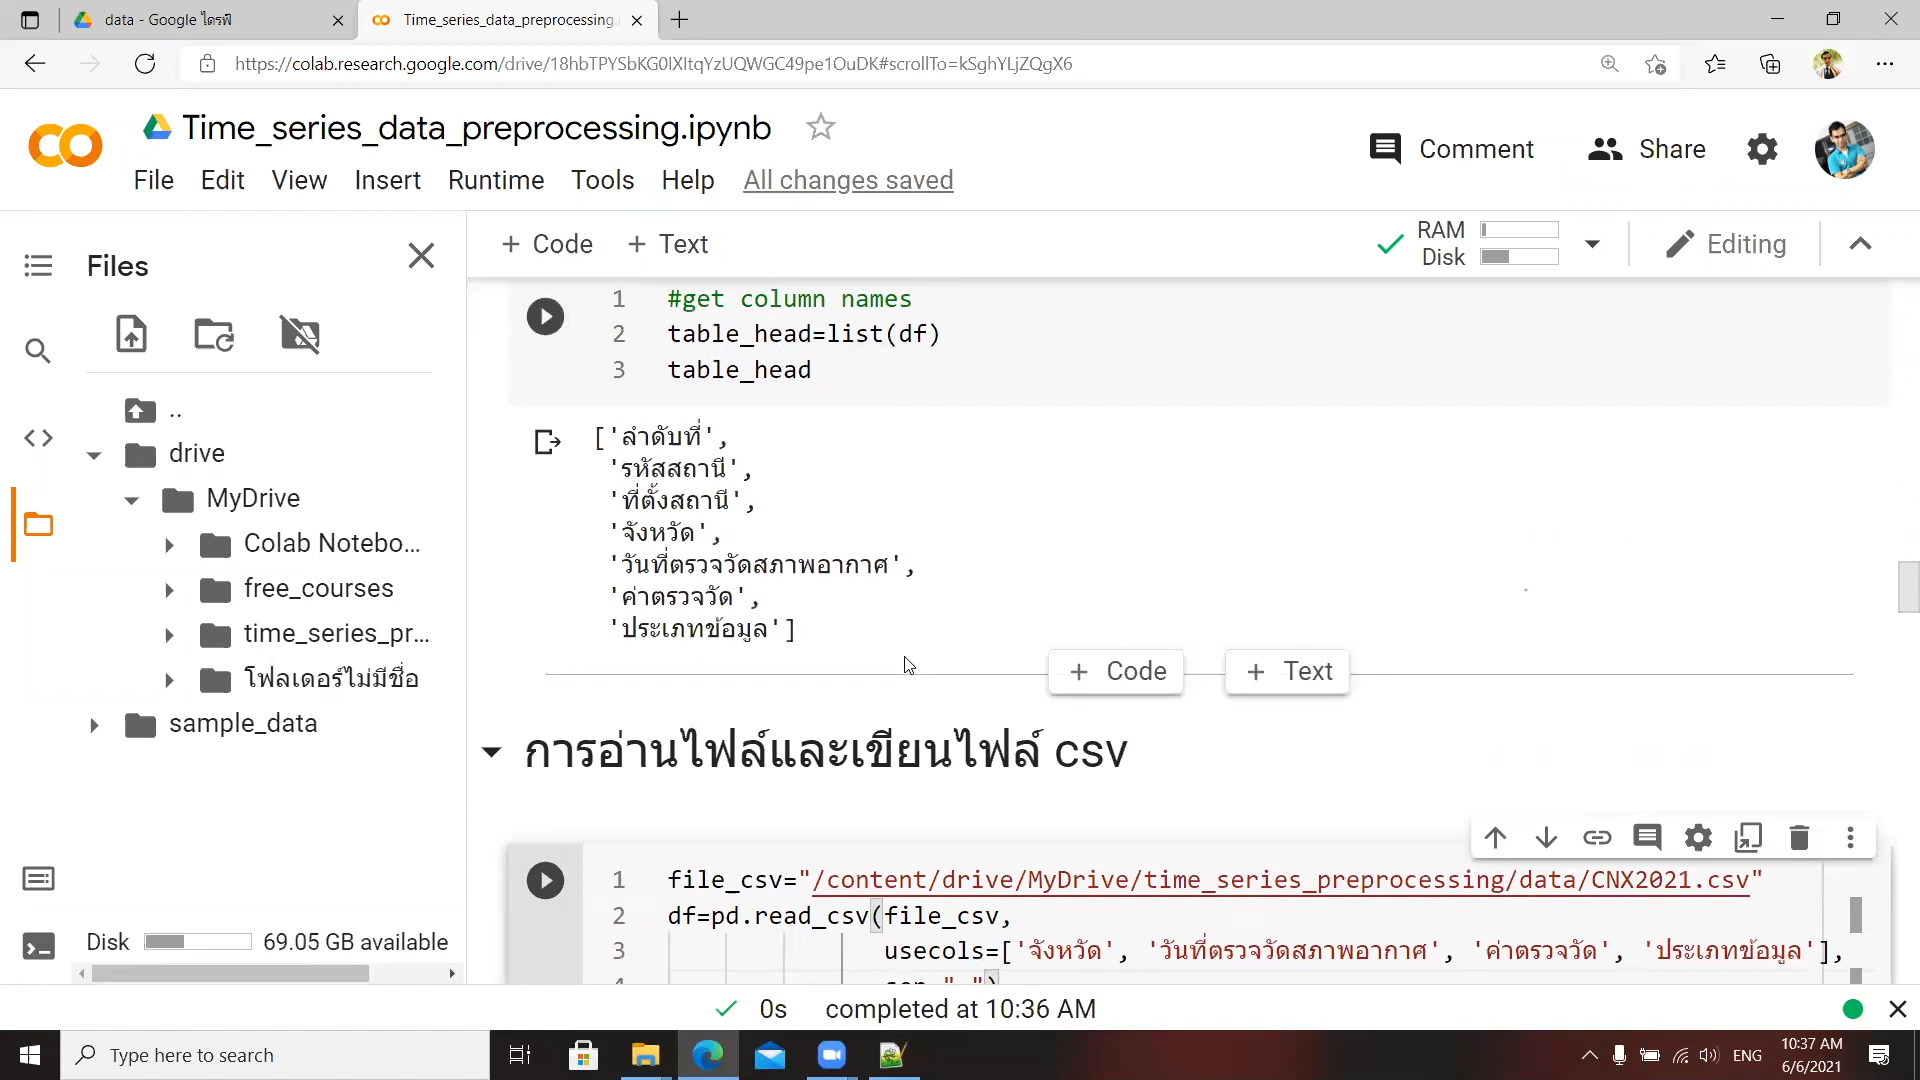 data - Google ไดรฟ์
Time_series_data_preprocessing.
https://colab.research.google.com/drive/18hbTPYSbKG0IXItqYzUQWGC49pe1OuDK#scrollTo=kSghYLjZQgX6
Time_series_data_preprocessing.ipynb
Comment
Share
File Edit View Insert Runtime Tools Help All changes saved
Files
+ Code + Text
RAM
Disk
Editing
1 #get column names
2 table_head=list(df)
3 table_head
..
drive
MyDrive
Colab Notebo...
free_courses
time_series_pr...
โฟลเดอร์ไม่มีชื่อ
sample_data
['ลำดับที่',
'รหัสสถานี',
'ที่ตั้งสถานี',
'จังหวัด',
'วันที่ตรวจวัดสภาพอากาศ',
'ค่าตรวจวัด',
'ประเภทข้อมูล']
+ Code + Text
การอ่านไฟล์และเขียนไฟล์ csv
1 file_csv="/content/drive/MyDrive/time_series_preprocessing/data/CNX2021.csv"
2 df=pd.read_csv(file_csv,
3 usecols=['จังหวัด', 'วันที่ตรวจวัดสภาพอากาศ', 'ค่าตรวจวัด', 'ประเภทข้อมูล'],
Disk 69.05 GB available
0s completed at 10:36 AM
Type here to search
ENG
10:37 AM
6/6/2021